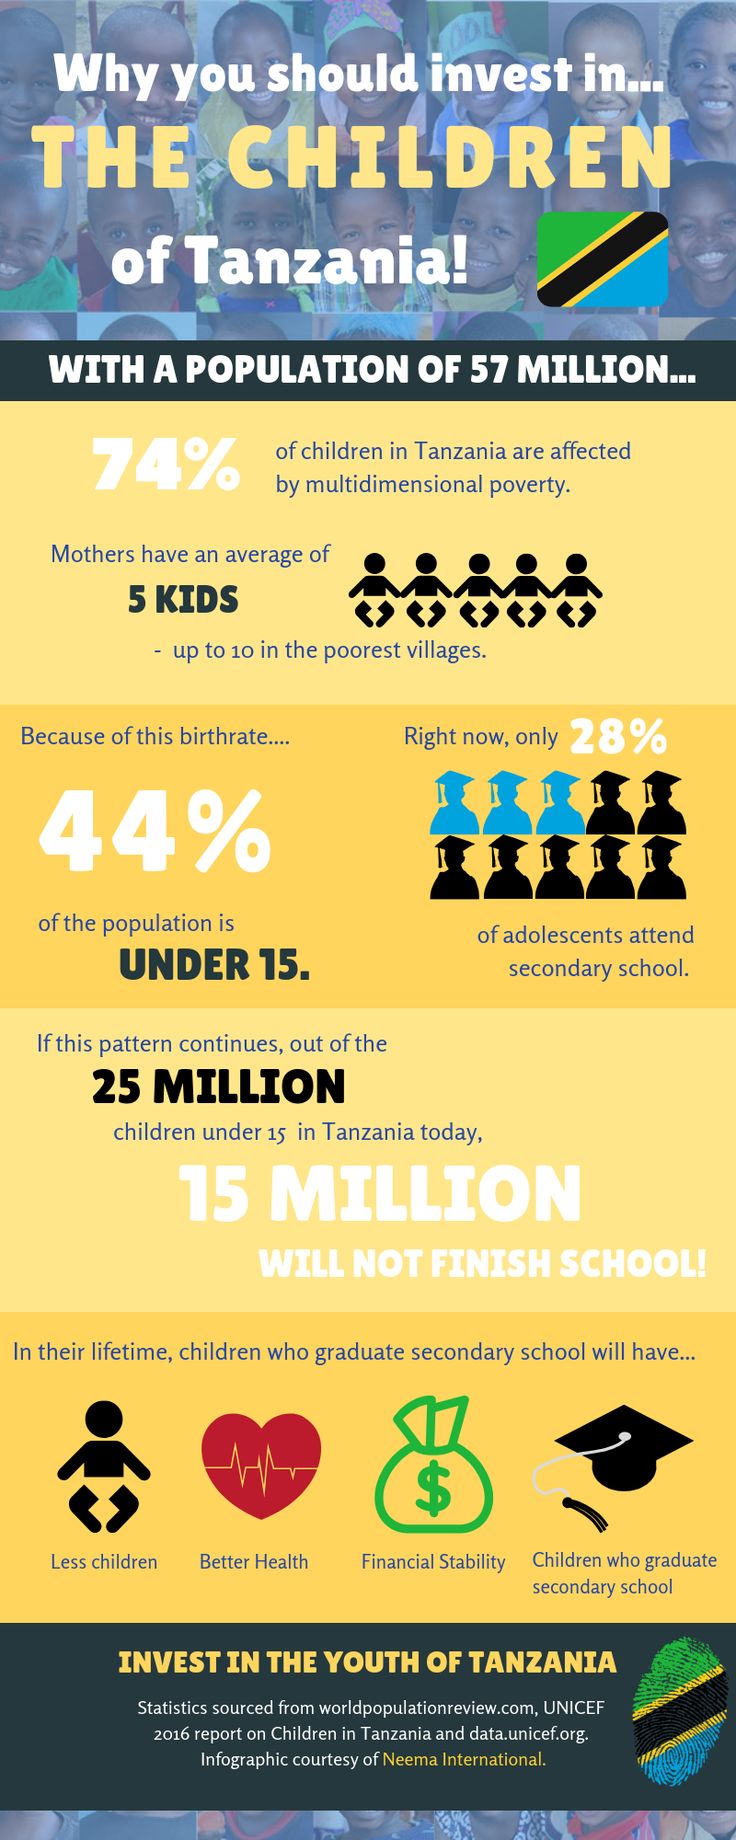 Why you should invest in...
THE CHILDREN
of Tanzania!
WITH A POPULATION OF 57 MILLION...
74%
of children in Tanzania are affected
by multidimensional poverty.
Mothers have an average of
5 KIDS
- up to 10 in the poorest villages.
Because of this birthrate....
44%
of the population is
UNDER 15.
Right now, only 28%
of adolescents attend
secondary school.
If this pattern continues, out of the
25 MILLION
children under 15 in Tanzania today,
15 MILLION
WILL NOT FINISH SCHOOL!
In their lifetime, children who graduate secondary school will have...
$
Less children
Better Health
Financial Stability
Children who graduate
secondary school
INVEST IN THE YOUTH OF TANZANIA
Statistics sourced from worldpopulationreview.com, UNICEF
2016 report on Children in Tanzania and data.unicef.org.
Infographic courtesy of Neema International.